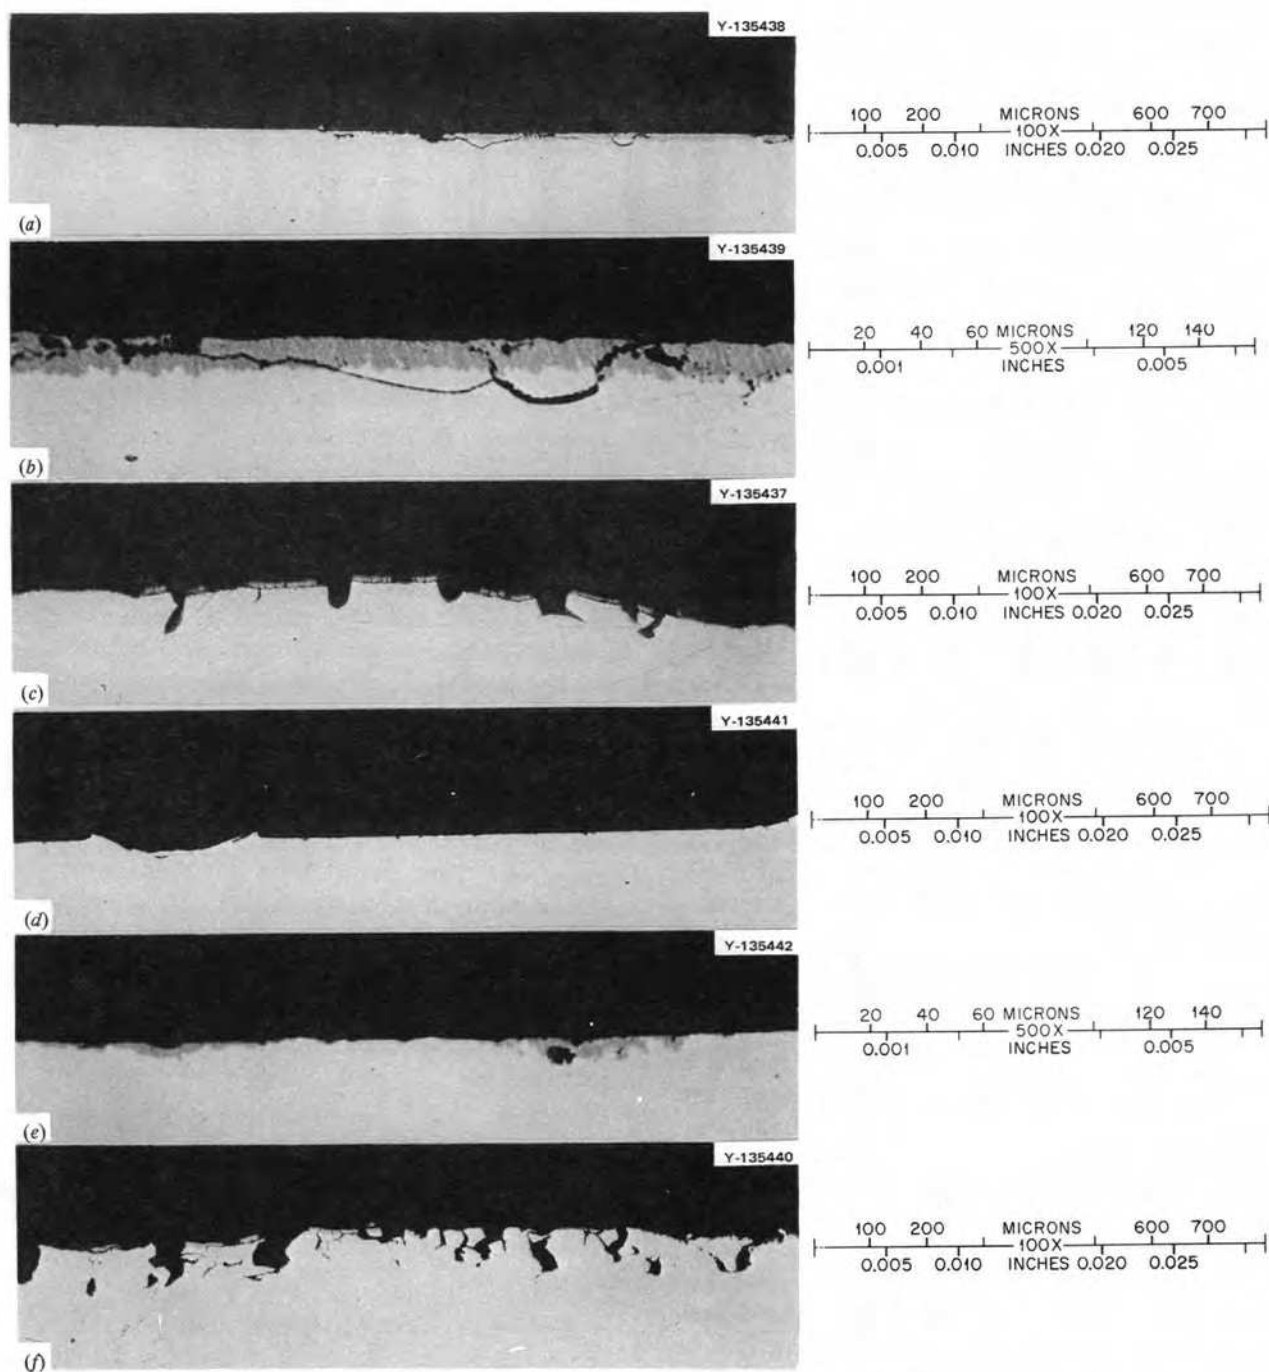 Y-135438
100 200 MICRONS 600 700
100X
0.005 0.010 INCHES 0.020 0.025
(a)
Y-135439
20 40 60 MICRONS 120 140
500X
0.001 INCHES 0.005
(b)
Y-135437
100 200 MICRONS 600 700
100X
0.005 0.010 INCHES 0.020 0.025
(c)
Y-135441
100 200 MICRONS 600 700
100X
0.005 0.010 INCHES 0.020 0.025
(d)
Y-135442
20 40 60 MICRONS 120 140
500X
0.001 INCHES 0.005
(e)
Y-135440
100 200 MICRONS 600 700
100X
0.005 0.010 INCHES 0.020 0.025
(f)